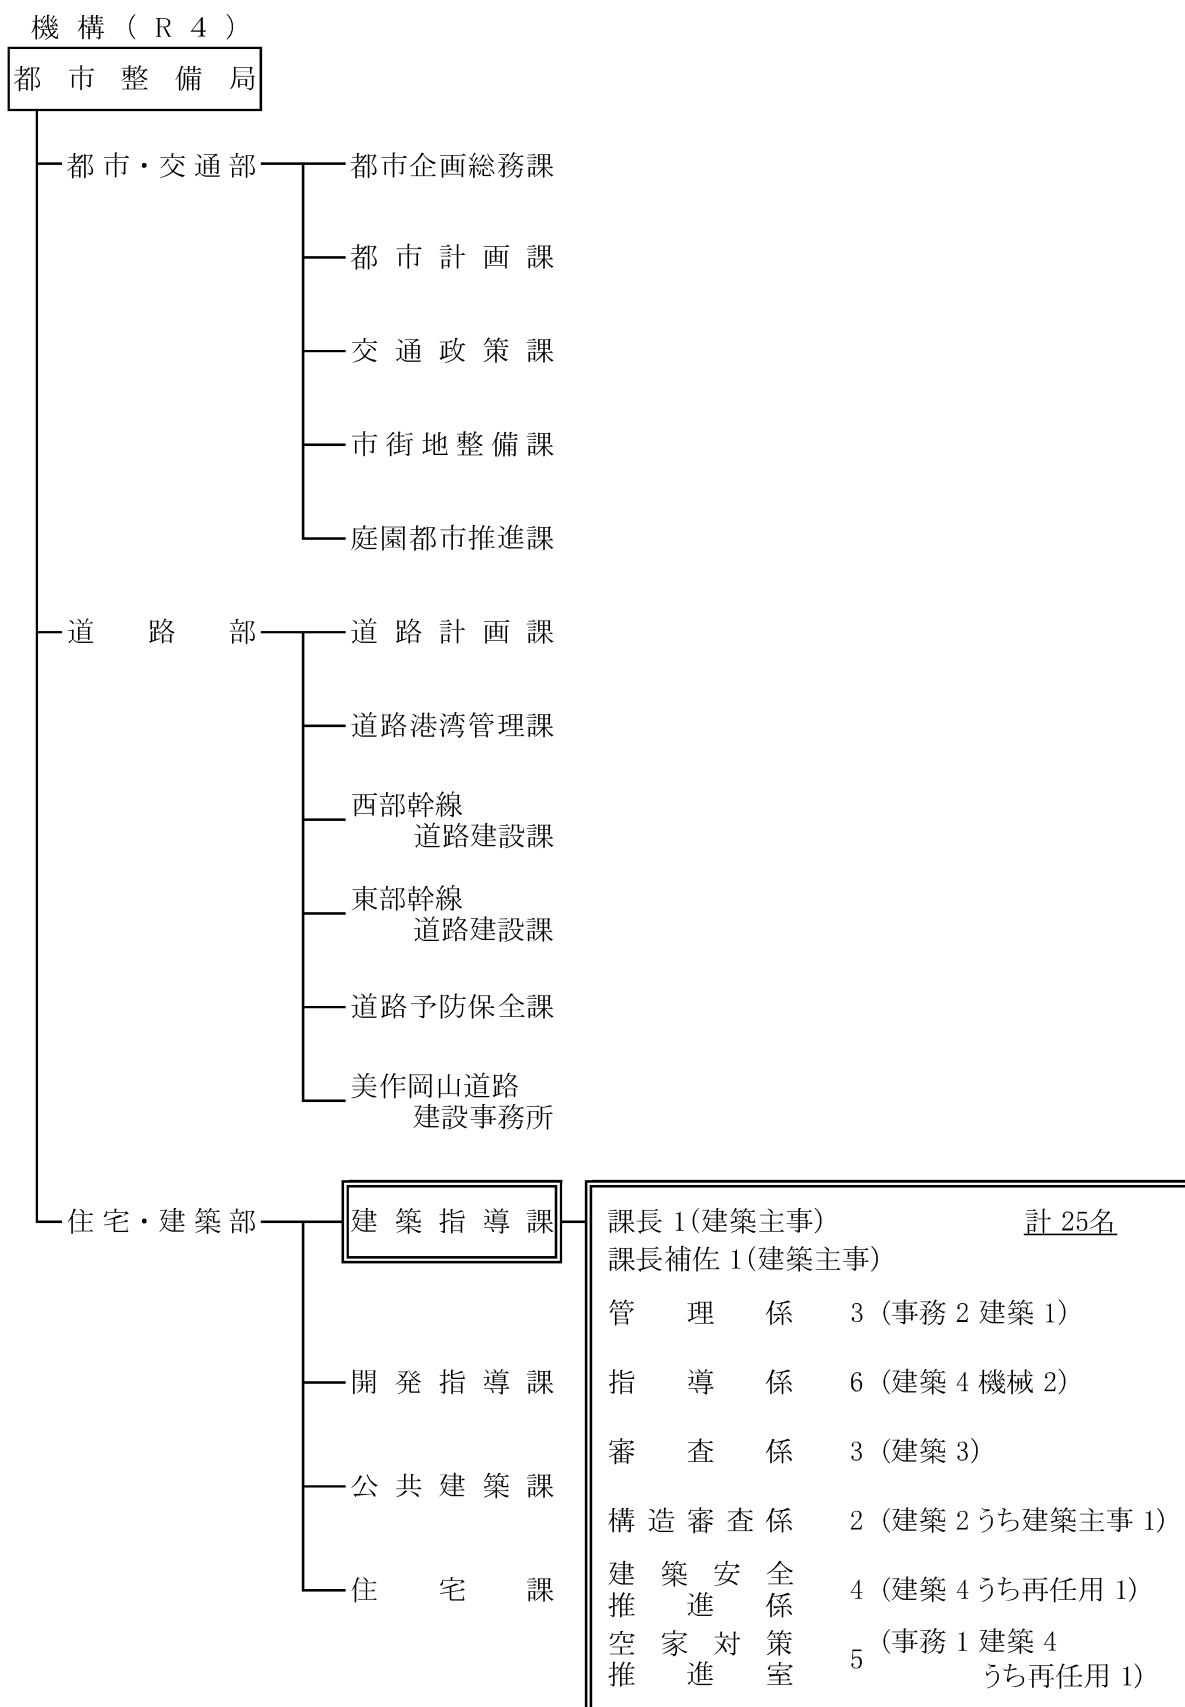 機構(R4)
都市整備局
都市・交通部 都市企画総務課
都市計画課
交通政策課
市街地整備課
庭園都市推進課
道路部 道路計画課
道路港湾管理課
西部幹線
道路建設課
東部幹線
道路建設課
道路予防保全課
美作岡山道路
建設事務所
住宅・建築部 建築指導課
開発指導課
公共建築課
住宅課
課長 1(建築主事) 計 25名
課長補佐 1(建築主事)
管理係 3 (事務 2 建築 1)
指導係 6 (建築 4 機械 2)
審査係 3 (建築 3)
構造審査係 2 (建築 2 うち建築主事 1)
建築安全
推進係 4 (建築 4 うち再任用 1)
空家対策
推進室 5 (事務 1 建築 4
うち再任用 1)